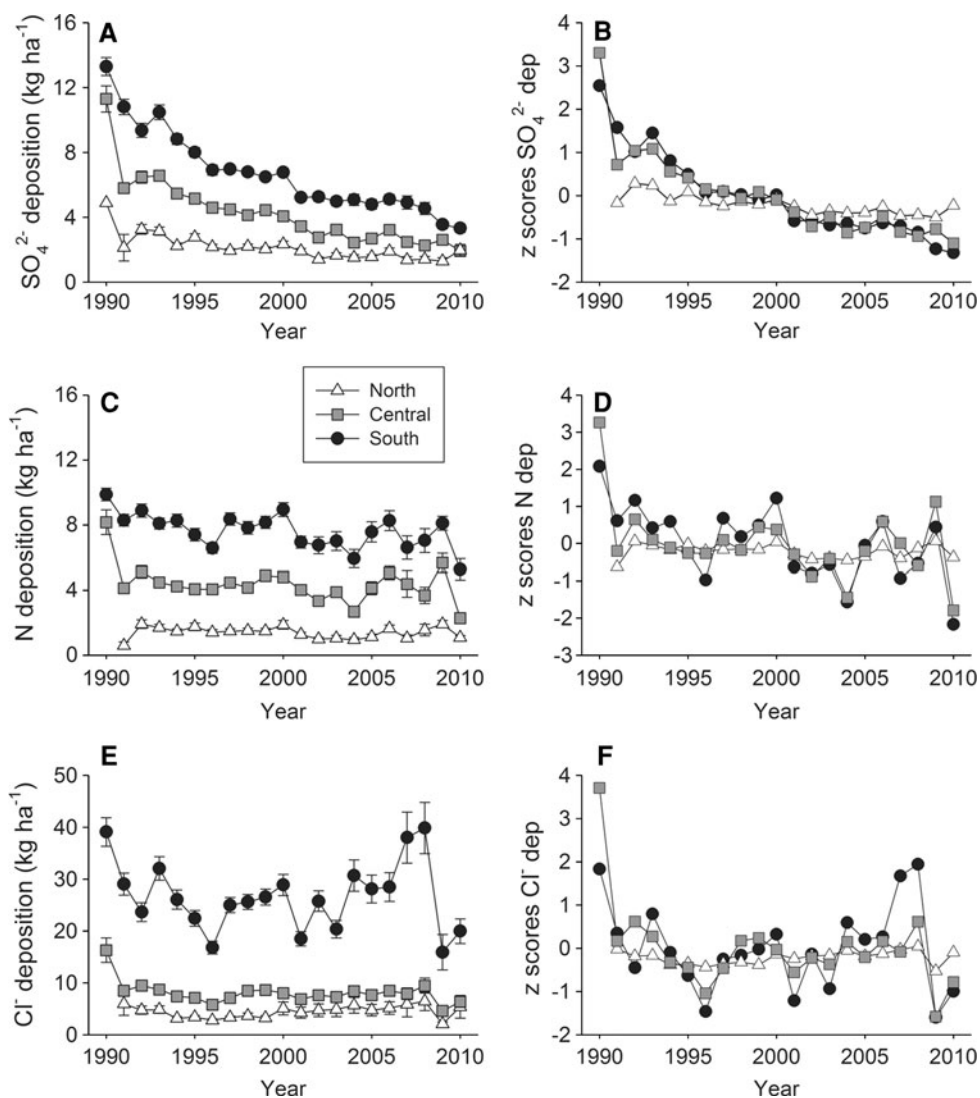 A
SO₄²⁻ deposition (kg ha⁻¹)
16
12
8
4
0
1990 1995 2000 2005 2010
Year
B
z scores SO₄²⁻ dep
4
3
2
1
0
-1
-2
1990 1995 2000 2005 2010
Year
C
N deposition (kg ha⁻¹)
16
12
8
4
0
North
Central
South
1990 1995 2000 2005 2010
Year
D
z scores N dep
4
3
2
1
0
-1
-2
-3
1990 1995 2000 2005 2010
Year
E
Cl⁻ deposition (kg ha⁻¹)
50
40
30
20
10
0
1990 1995 2000 2005 2010
Year
F
z scores Cl⁻ dep
4
3
2
1
0
-1
-2
1990 1995 2000 2005 2010
Year